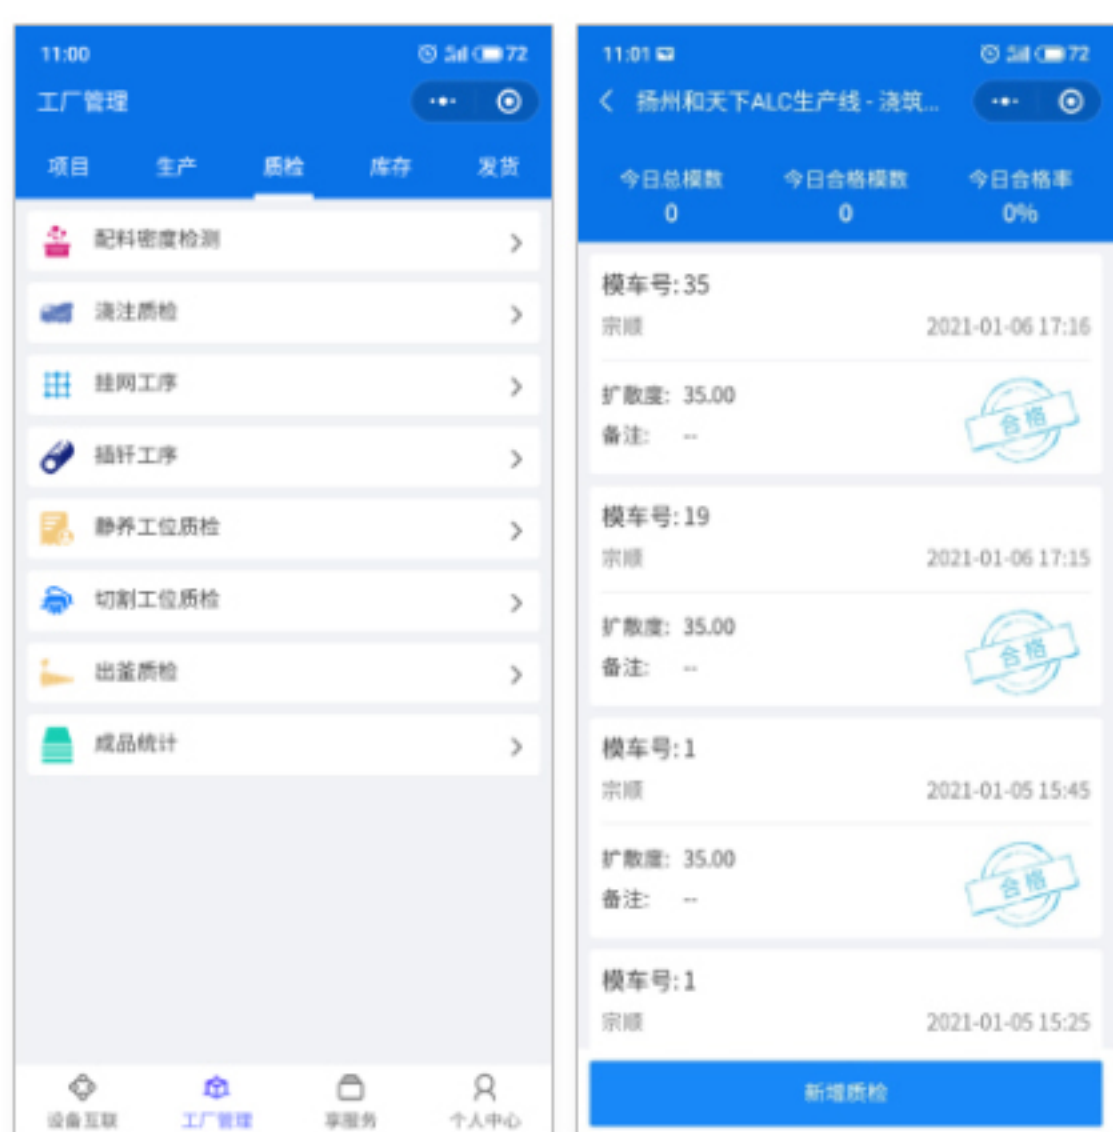 11:00
72
工厂管理
项目 生产 质检 库存 发货
配料密度检测
浇注质检
挂网工序
插钎工序
静养工位质检
切割工位质检
出釜质检
成品统计
设备互联 工厂管理 享服务 个人中心
11:01
72
扬州和天下ALC生产线 - 浇筑...
今日总模数 今日合格模数 今日合格率
0 0 0%
模车号: 35
宗顺 2021-01-06 17:16
扩散度: 35.00
备注: --
合格
模车号: 19
宗顺 2021-01-06 17:15
扩散度: 35.00
备注: --
合格
模车号: 1
宗顺 2021-01-05 15:45
扩散度: 35.00
备注: --
合格
模车号: 1
宗顺 2021-01-05 15:25
新增质检